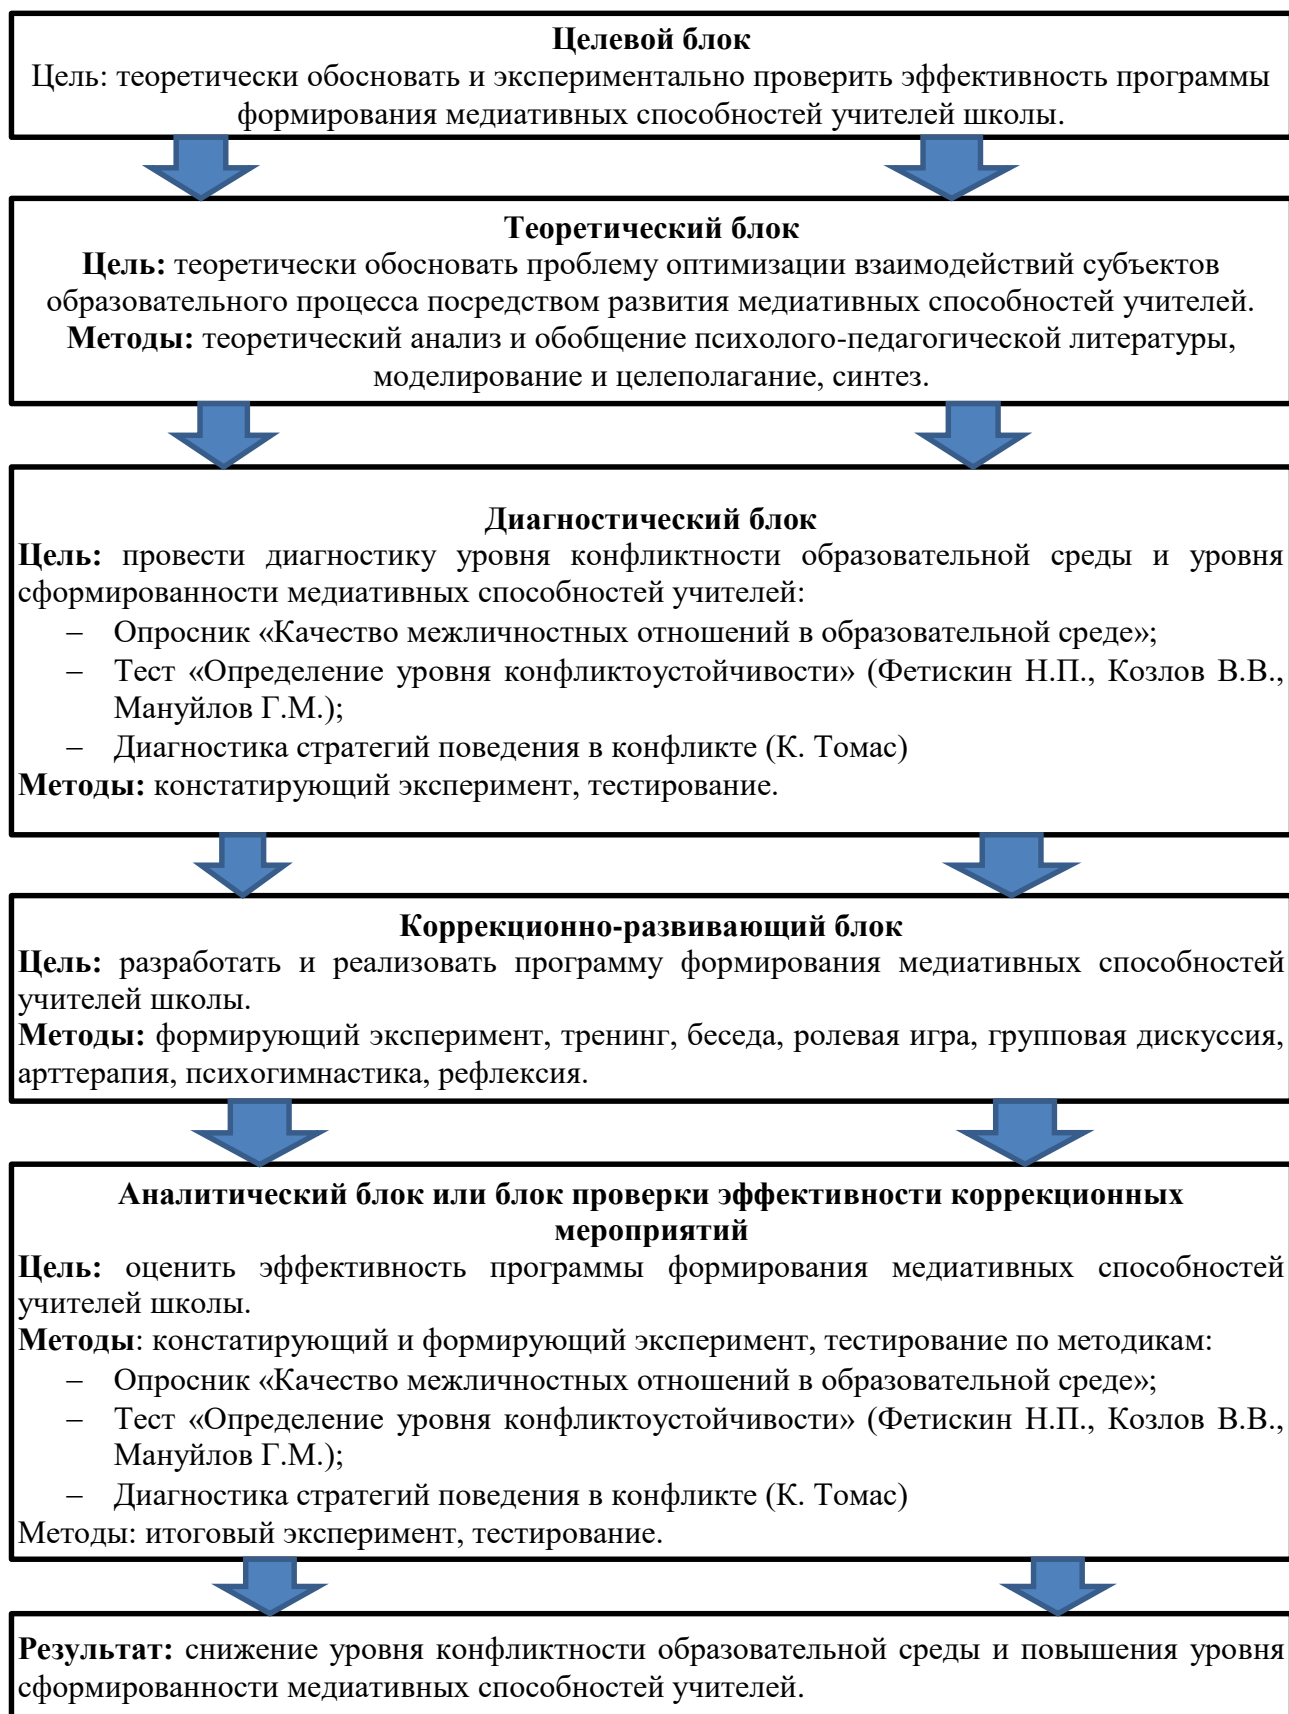 Целевой блок
Цель: теоретически обосновать и экспериментально проверить эффективность программы
формирования медиативных способностей учителей школы.
Теоретический блок
Цель: теоретически обосновать проблему оптимизации взаимодействий субъектов
образовательного процесса посредством развития медиативных способностей учителей.
Методы: теоретический анализ и обобщение психолого-педагогической литературы,
моделирование и целеполагание, синтез.
Диагностический блок
Цель: провести диагностику уровня конфликтности образовательной среды и уровня
сформированности медиативных способностей учителей:
– Опросник «Качество межличностных отношений в образовательной среде»;
– Тест «Определение уровня конфликтоустойчивости» (Фетискин Н.П., Козлов В.В.,
Мануйлов Г.М.);
– Диагностика стратегий поведения в конфликте (К. Томас)
Методы: констатирующий эксперимент, тестирование.
Коррекционно-развивающий блок
Цель: разработать и реализовать программу формирования медиативных способностей
учителей школы.
Методы: формирующий эксперимент, тренинг, беседа, ролевая игра, групповая дискуссия,
арттерапия, психогимнастика, рефлексия.
Аналитический блок или блок проверки эффективности коррекционных
мероприятий
Цель: оценить эффективность программы формирования медиативных способностей
учителей школы.
Методы: констатирующий и формирующий эксперимент, тестирование по методикам:
– Опросник «Качество межличностных отношений в образовательной среде»;
– Тест «Определение уровня конфликтоустойчивости» (Фетискин Н.П., Козлов В.В.,
Мануйлов Г.М.);
– Диагностика стратегий поведения в конфликте (К. Томас)
Методы: итоговый эксперимент, тестирование.
Результат: снижение уровня конфликтности образовательной среды и повышения уровня
сформированности медиативных способностей учителей.